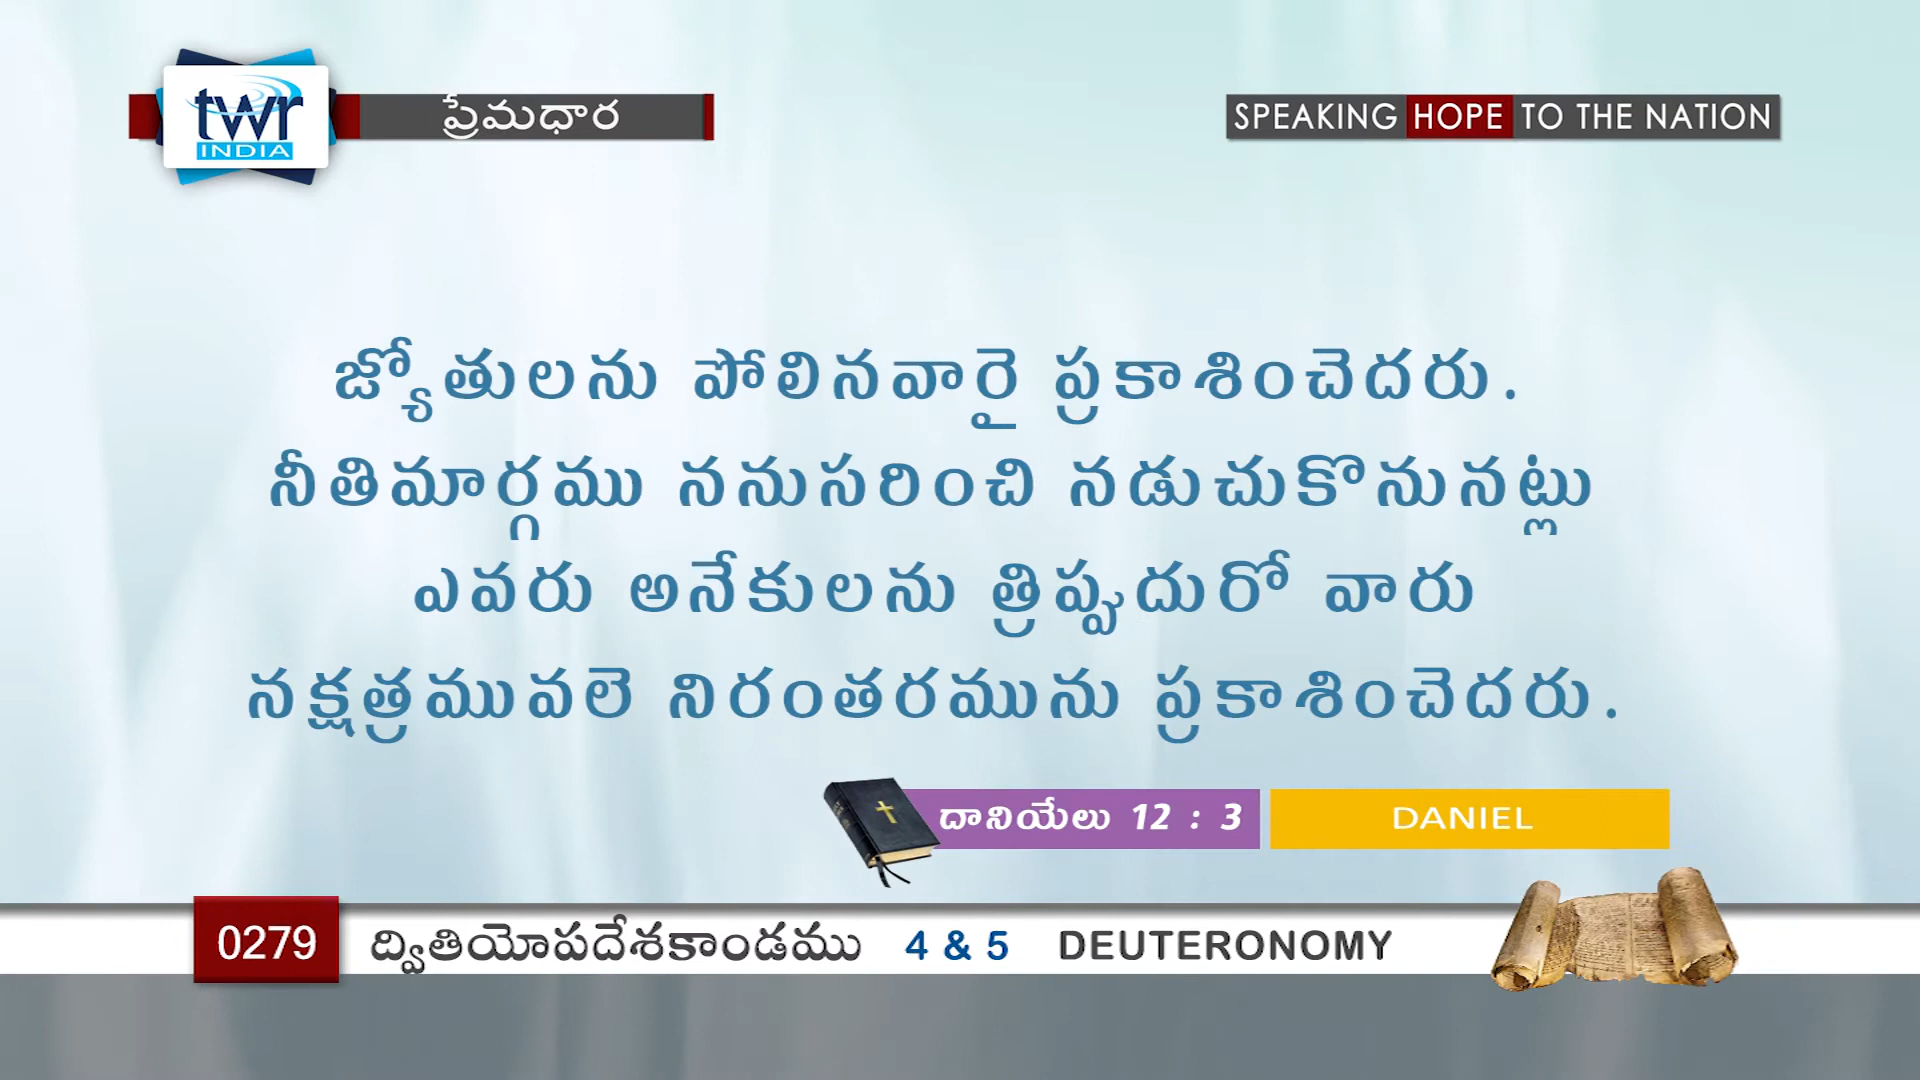 twr
INDIA
ప్రేమధార
SPEAKING HOPE TO THE NATION
జ్యోతులను పోలినవారై ప్రకాశించెదరు.
నీతిమార్గము ననుసరించి నడుచుకొనునట్లు
ఎవరు అనేకులను త్రిప్పుదురో వారు
నక్షత్రమువలె నిరంతరమును ప్రకాశించెదరు.
దానియేలు 12 : 3 DANIEL
0279 ద్వితియోపదేశకాండము 4 & 5 DEUTERONOMY